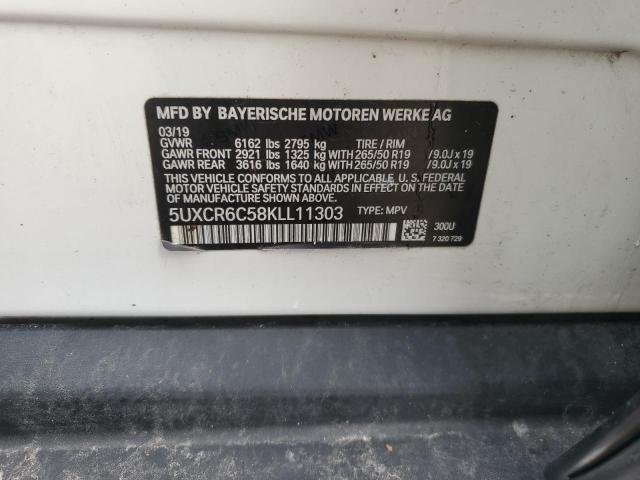 MFD BY BAYERISCHE MOTOREN WERKE AG
03/19
GVWR 6162 lbs 2795 kg TIRE / RIM
GAWR FRONT 2921 lbs 1325 kg WITH 265/50 R19 /9.0J x 19
GAWR REAR 3616 lbs 1640 kg WITH 265/50 R19 /9.0J x 19
THIS VEHICLE CONFORMS TO ALL APPLICABLE U. S. FEDERAL
MOTOR VEHICLE SAFETY STANDARDS IN EFFECT ON
THE DATE OF MANUFACTURE SHOWN ABOVE.
5UXCR6C58KLL11303 TYPE: MPV
300U
7 320 729